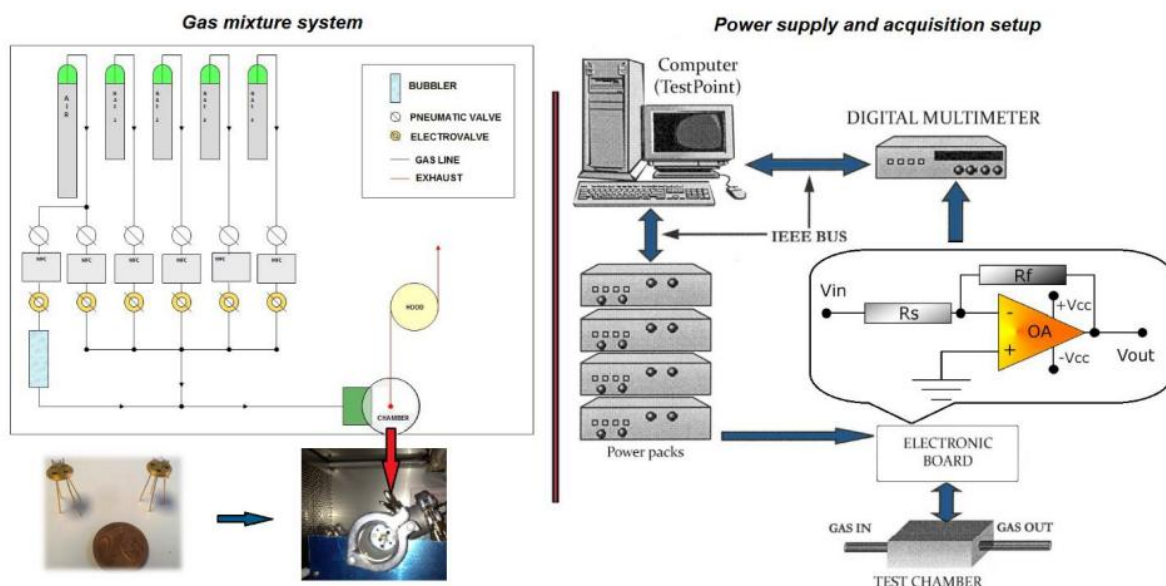 Gas mixture system
AIR
BUBBLER
PNEUMATIC VALVE
ELECTROVALVE
GAS LINE
EXHAUST
MFC
MFC
MFC
MFC
MFC
MFC
HOOD
CHAMBER
Power supply and acquisition setup
Computer
(TestPoint)
DIGITAL MULTIMETER
IEEE BUS
Vin
Rs
Rf
+Vcc
-
OA
+
-Vcc
Vout
Power packs
ELECTRONIC
BOARD
GAS IN
GAS OUT
TEST CHAMBER